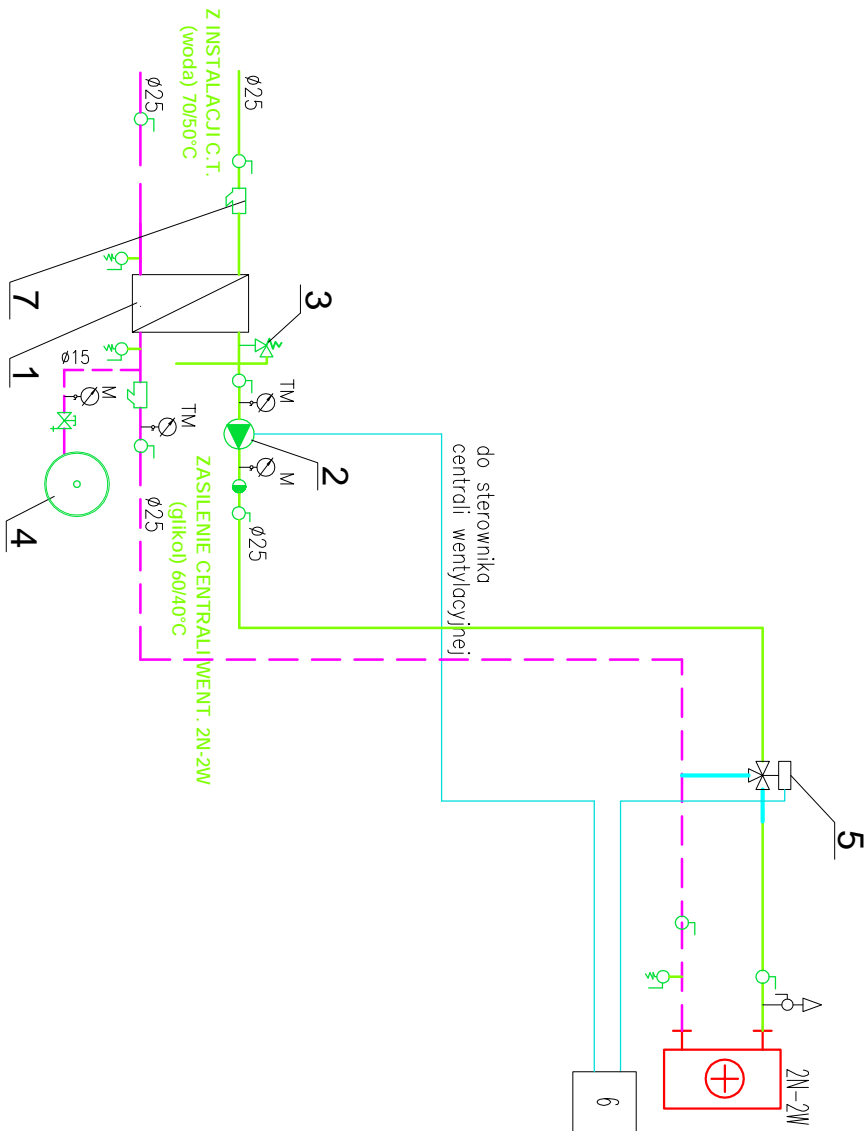 Z INSTALACJI C.T.
(woda) 70/50°C
ø25
ø25
7
1
3
ø15
M
TM
TM
M
2
4
ø25
ø25
ZASILENIE CENTRALI WENT. 2N-2W
(glikol) 60/40°C
do sterownika
centrali wentylacyjnej
5
6
2N-2W